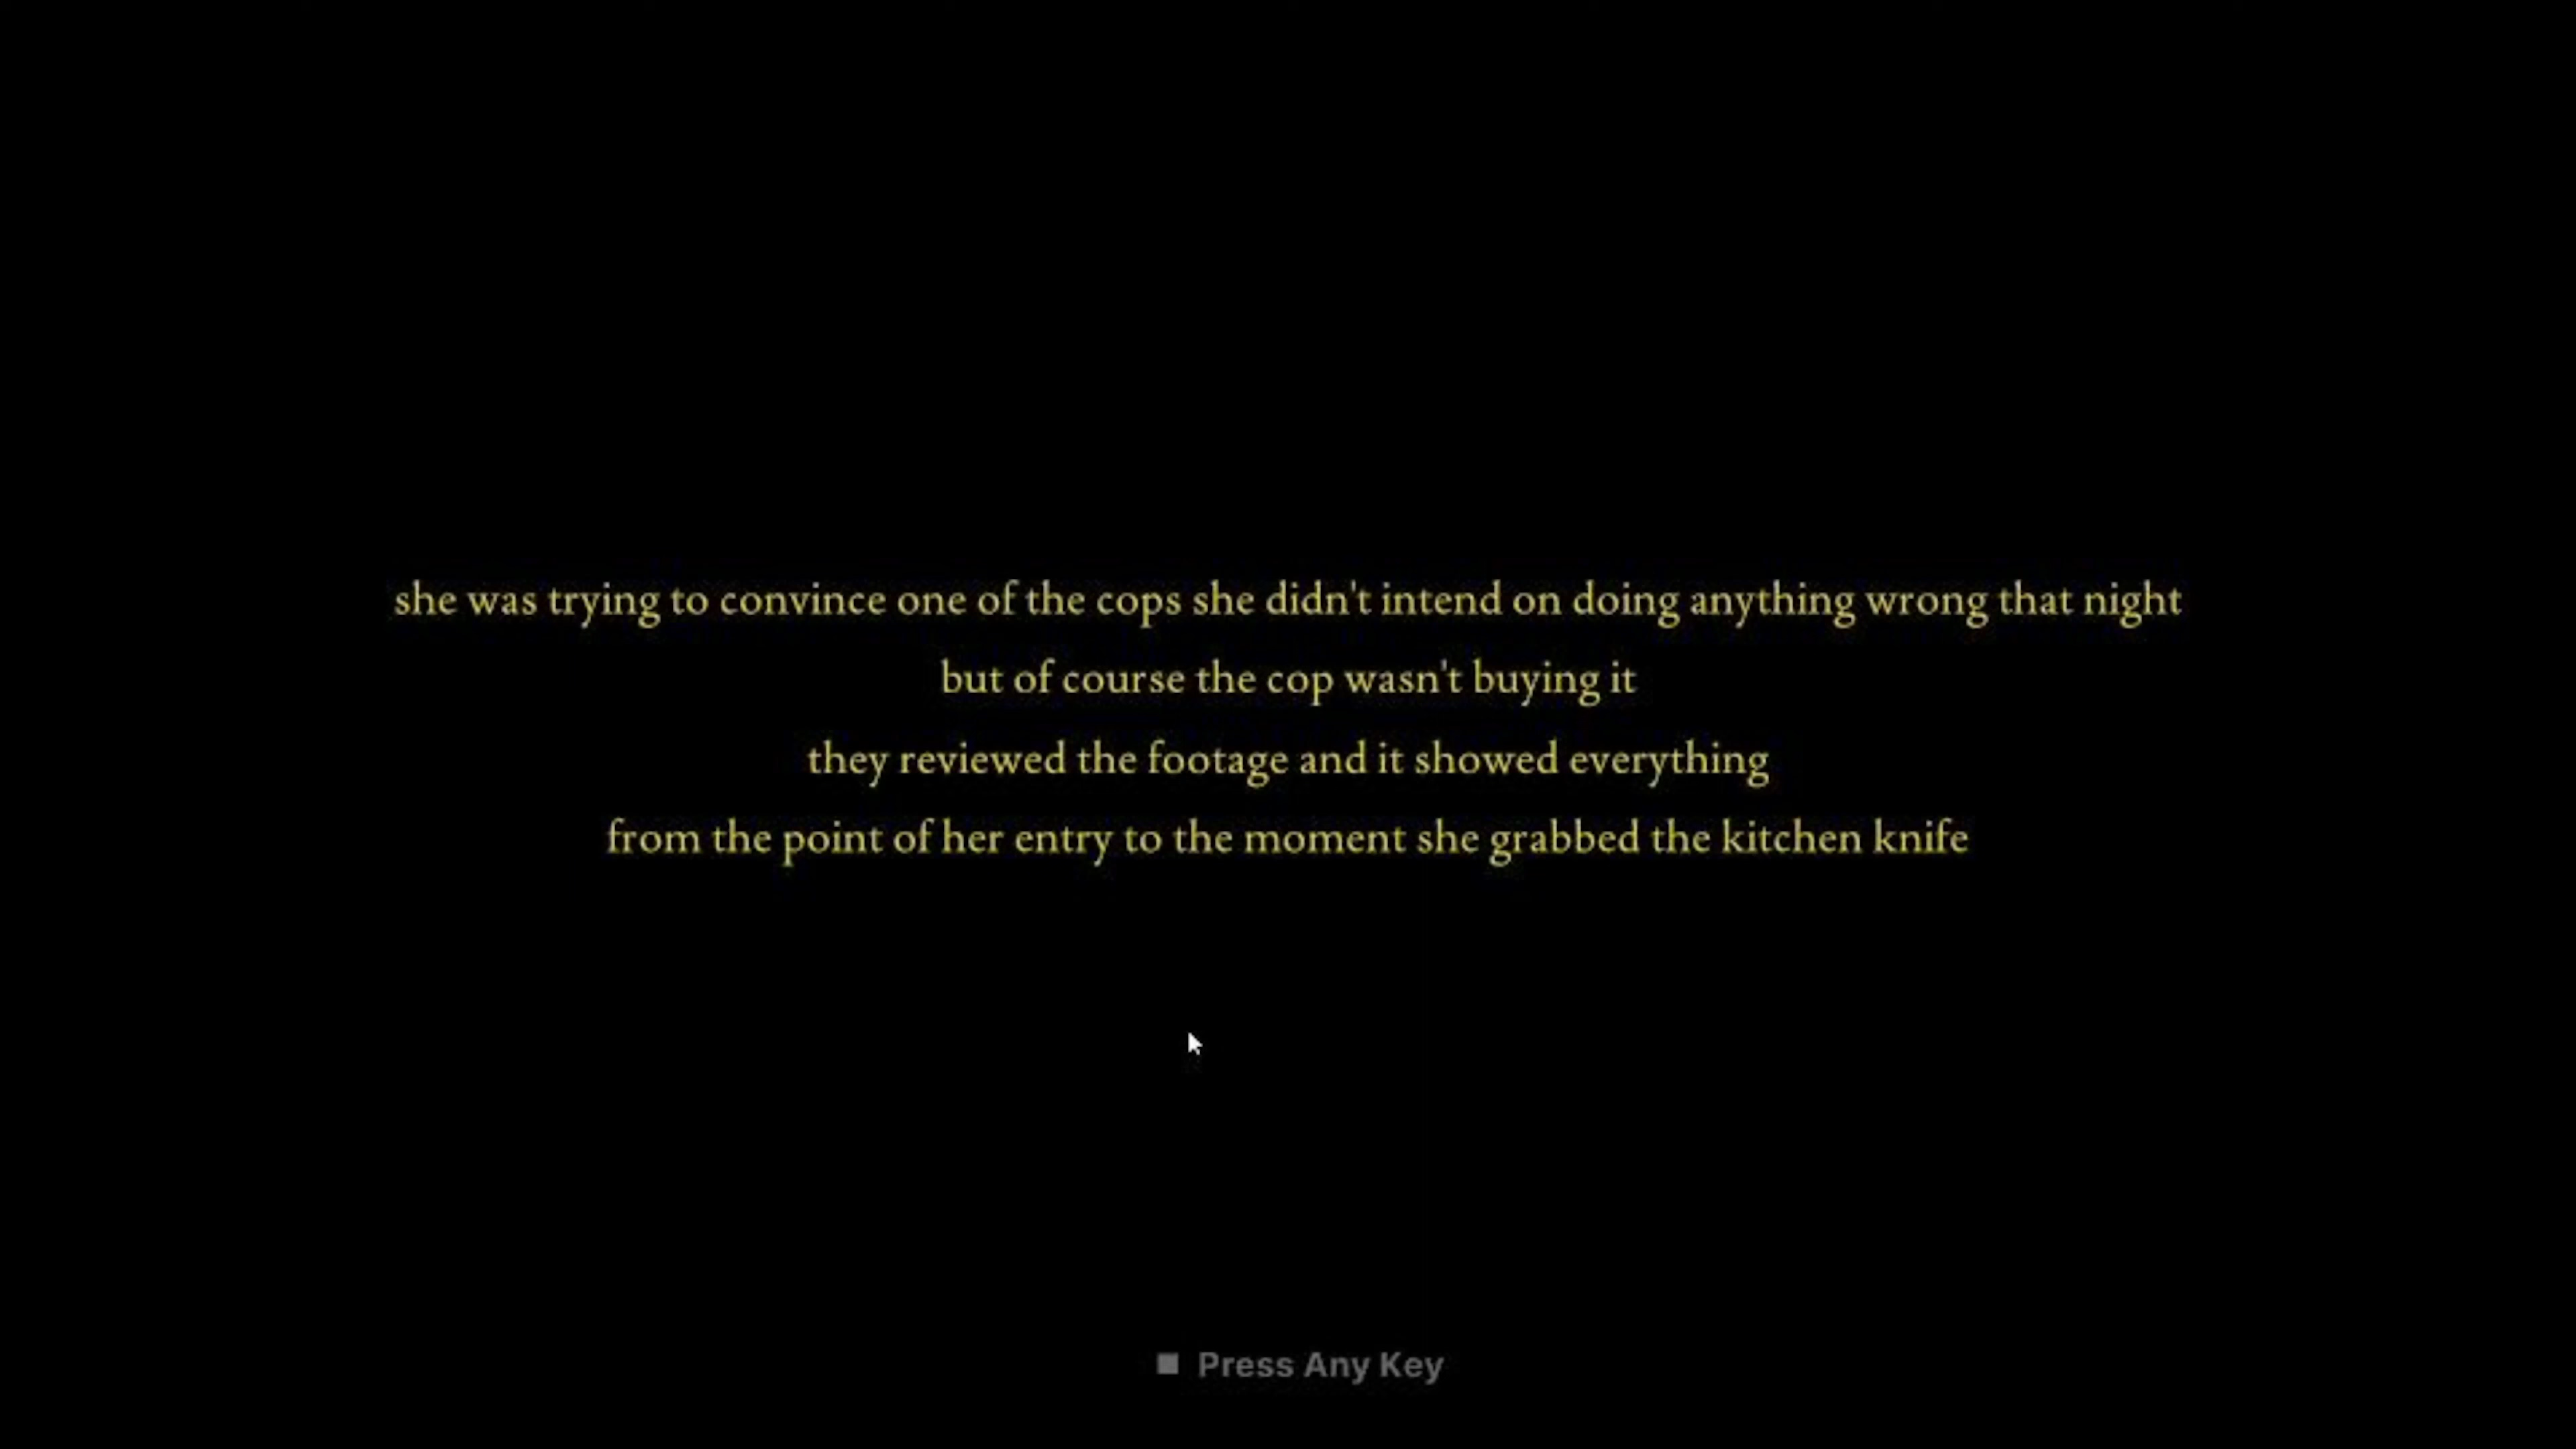 she was trying to convince one of the cops she didn't intend on doing anything wrong that night
but of course the cop wasn't buying it
they reviewed the footage and it showed everything
from the point of her entry to the moment she grabbed the kitchen knife
Press Any Key